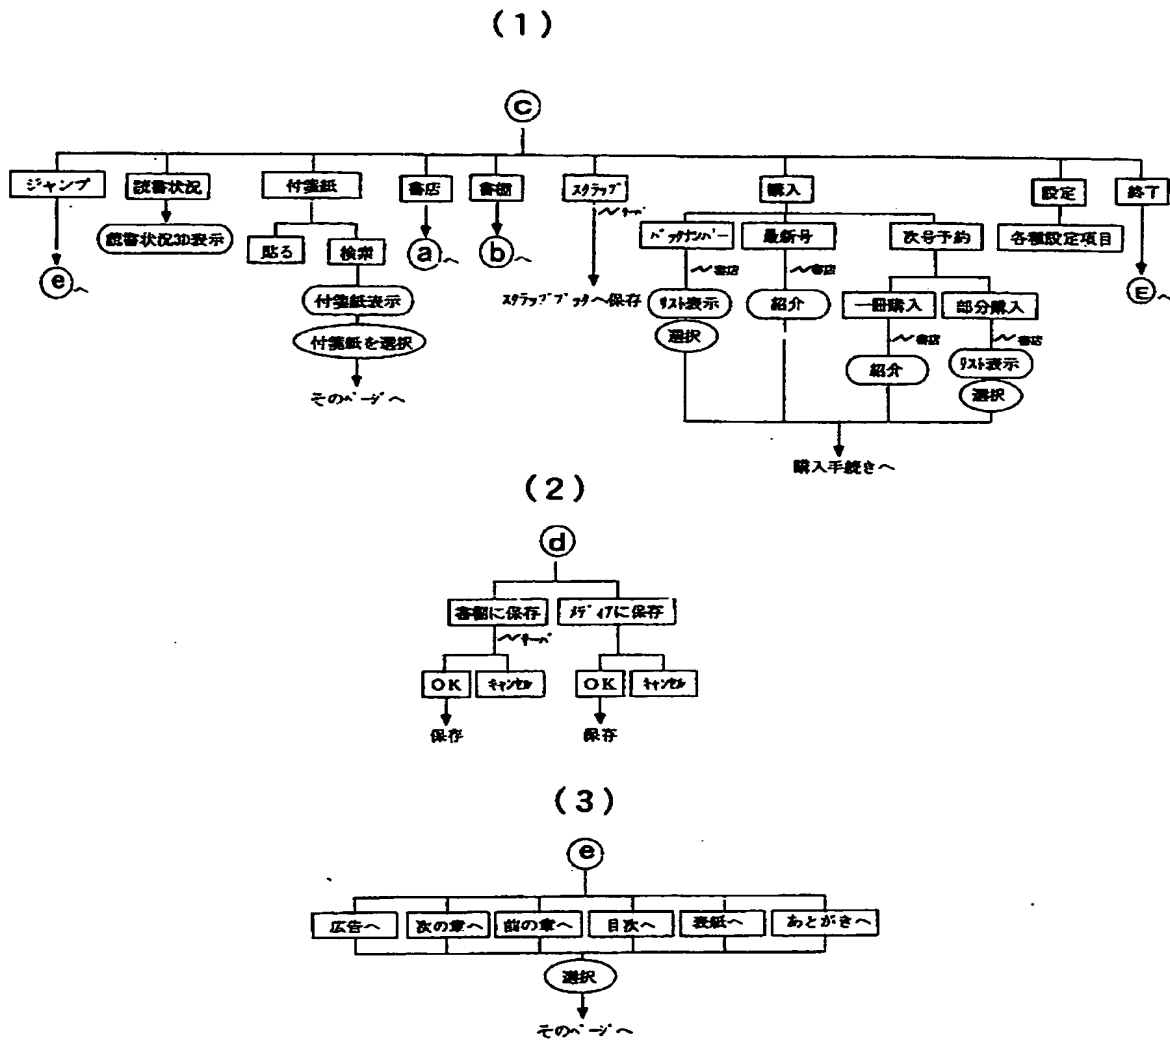 (1)
c
ジャンプ
読書状況
付箋紙
書店
書棚
スクラップ
購入
設定
終了
サーバ
読書状況3D表示
貼る
検索
aへ
bへ
バックナンバー
最新号
次号予約
各種設定項目
eへ
書店
書店
Eへ
付箋紙表示
スクラップブックへ保存
リスト表示
紹介
一冊購入
部分購入
付箋紙を選択
選択
書店
書店
紹介
リスト表示
選択
そのページへ
購入手続きへ
(2)
d
書棚に保存
メディアに保存
サーバ
OK
キャンセル
OK
キャンセル
保存
保存
(3)
e
広告へ
次の章へ
前の章へ
目次へ
表紙へ
あとがきへ
選択
そのページへ